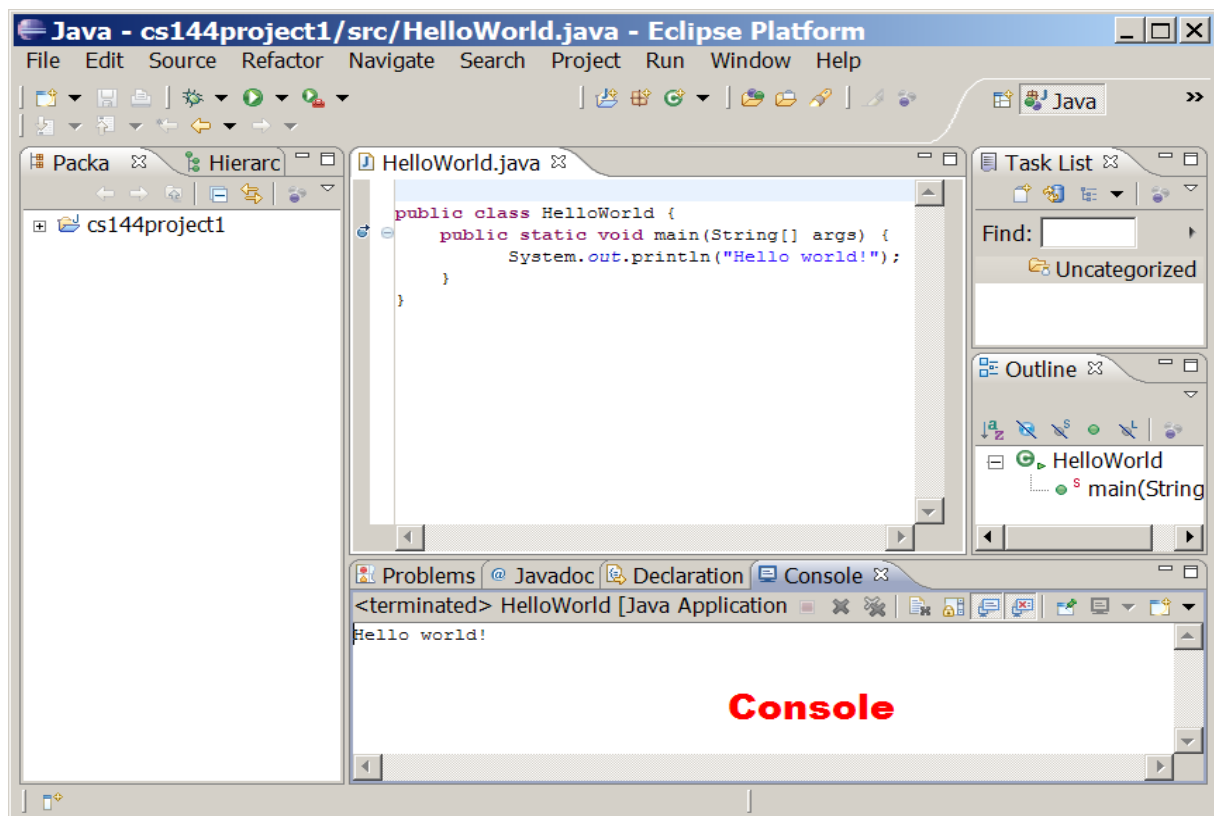 Java - cs144project1/src/HelloWorld.java - Eclipse Platform
File Edit Source Refactor Navigate Search Project Run Window Help
Java
Packa Hierarc
cs144project1
HelloWorld.java
public class HelloWorld {
public static void main(String[] args) {
System.out.println("Hello world!");
}
}
Task List
Find:
Uncategorized
Outline
HelloWorld
main(String
Problems @ Javadoc Declaration Console
<terminated> HelloWorld [Java Application
Hello world!
Console